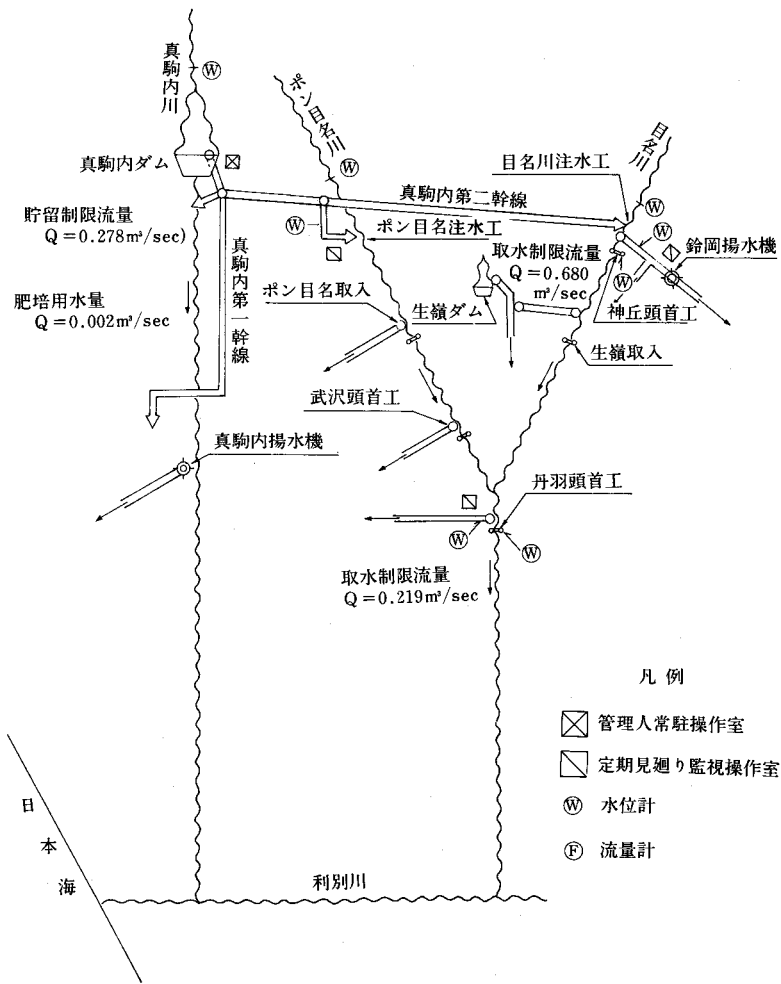 真駒内川
Ⓦ
ポン目名川
Ⓦ
目名川
真駒内ダム
目名川注水工
真駒内第二幹線
Ⓦ
貯留制限流量
Q=0.278m³/sec)
Ⓦ
ポン目名注水工
取水制限流量
Q=0.680
m³/sec
Ⓦ
鈴岡揚水機
Ⓦ
神丘頭首工
肥培用水量
Q=0.002m³/sec
真駒内第一幹線
ポン目名取入
生嶺ダム
生嶺取入
武沢頭首工
真駒内揚水機
丹羽頭首工
Ⓦ
Ⓦ
取水制限流量
Q=0.219m³/sec
凡例
管理人常駐操作室
定期見廻り監視操作室
Ⓦ 水位計
Ⓕ 流量計
日本海
利別川